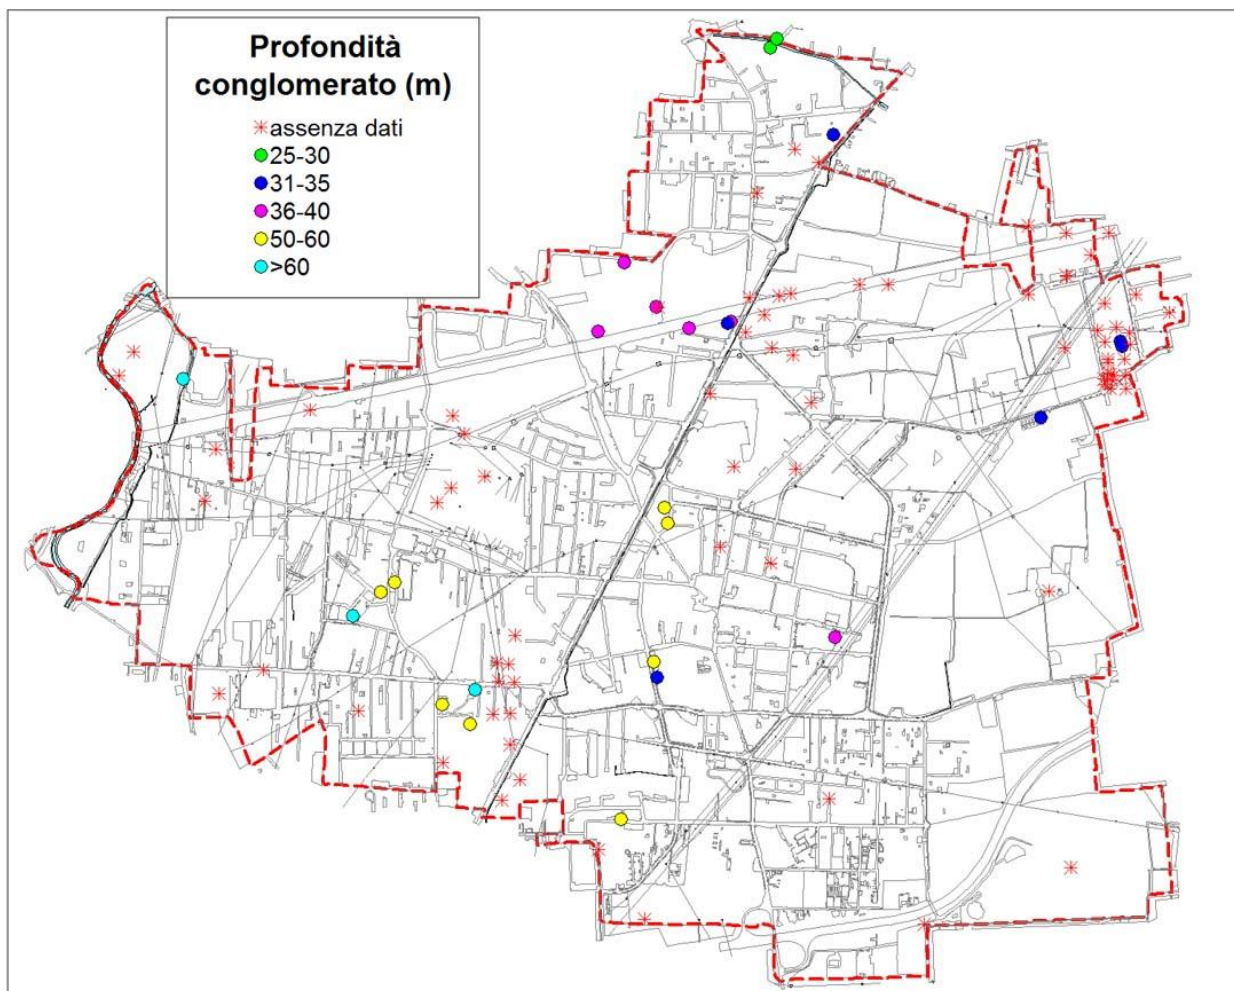 Profondità
conglomerato (m)
assenza dati
25-30
31-35
36-40
50-60
>60